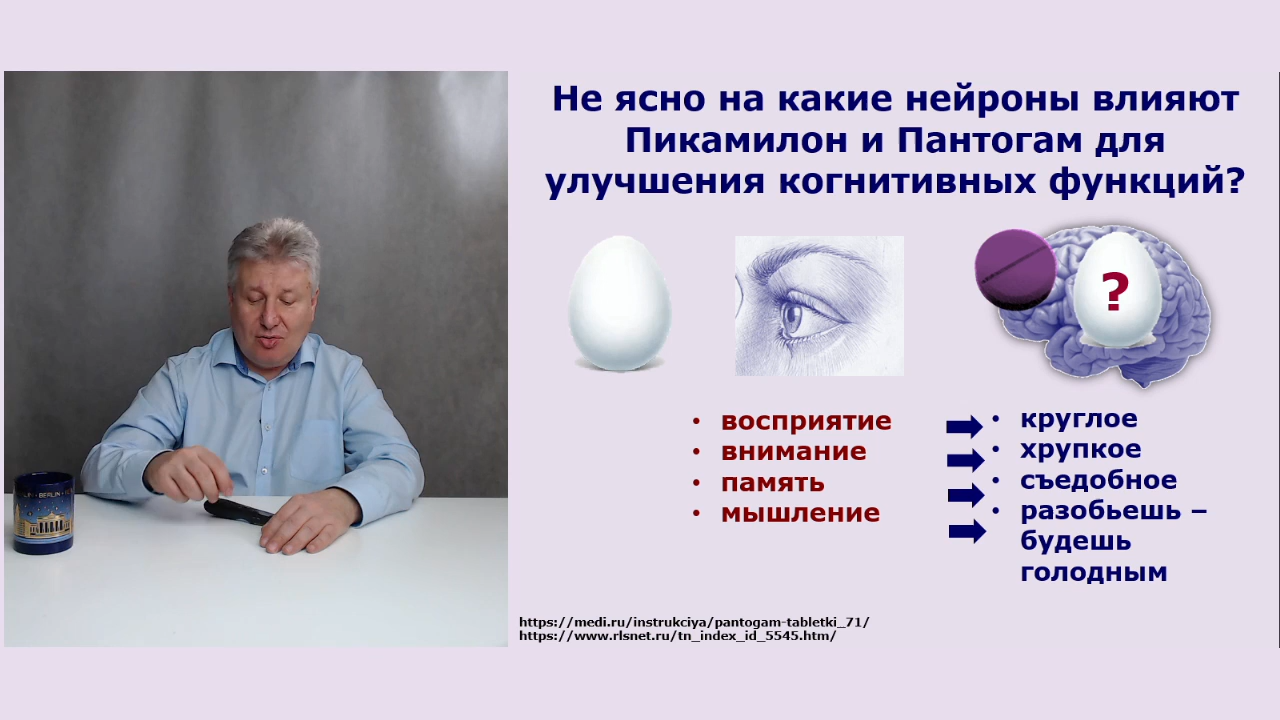 Не ясно на какие нейроны влияют
Пикамилон и Пантогам для
улучшения когнитивных функций?
?
• восприятие
• внимание
• память
• мышление
• круглое
• хрупкое
• съедобное
• разобьешь –
будешь
голодным
BERLIN
https://medi.ru/instrukciya/pantogam-tabletki_71/
https://www.rlsnet.ru/tn_index_id_5545.htm/